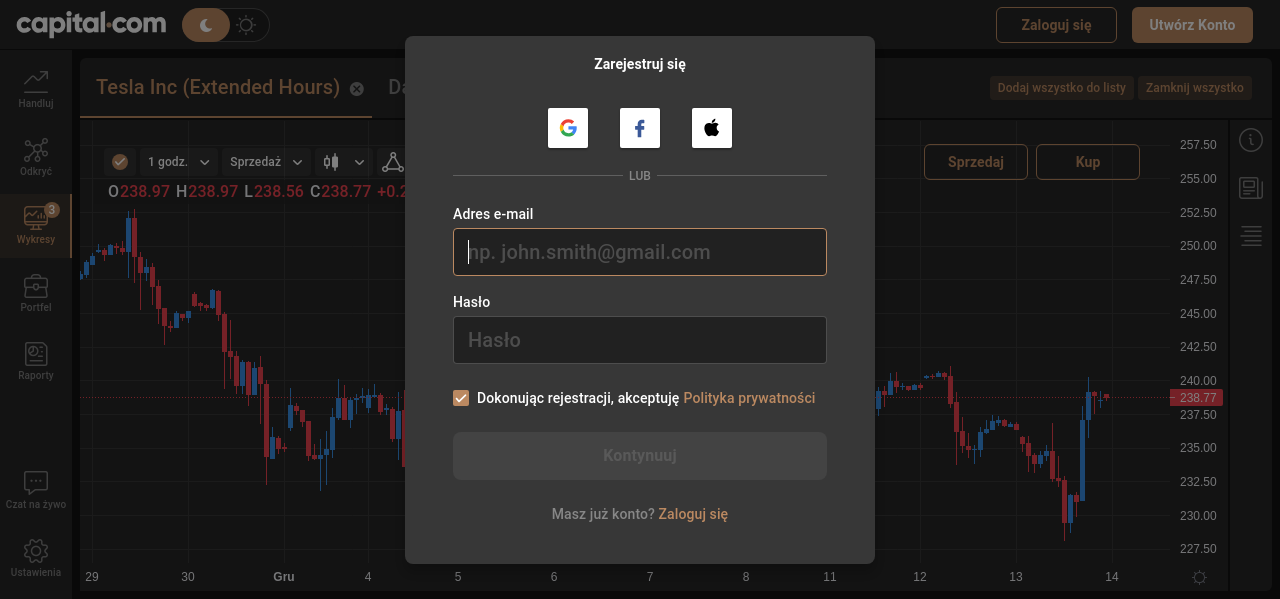 capital.com
Zaloguj się
Utwórz Konto
Handluj
Odkryć
3
Wykresy
Portfel
Raporty
Czat na żywo
Ustawienia
Tesla Inc (Extended Hours)
Da
Dodaj wszystko do listy
Zamknij wszystko
1 godz.
Sprzedaż
O238.97 H238.97 L238.56 C238.77 +0.2
Sprzedaj
Kup
Zarejestruj się
LUB
Adres e-mail
np. john.smith@gmail.com
Hasło
Hasło
Dokonując rejestracji, akceptuję Polityka prywatności
Kontynuuj
Masz już konto? Zaloguj się
257.50
255.00
252.50
250.00
247.50
245.00
242.50
240.00
238.77
237.50
235.00
232.50
230.00
227.50
29 30 Gru 4 5 6 7 8 11 12 13 14